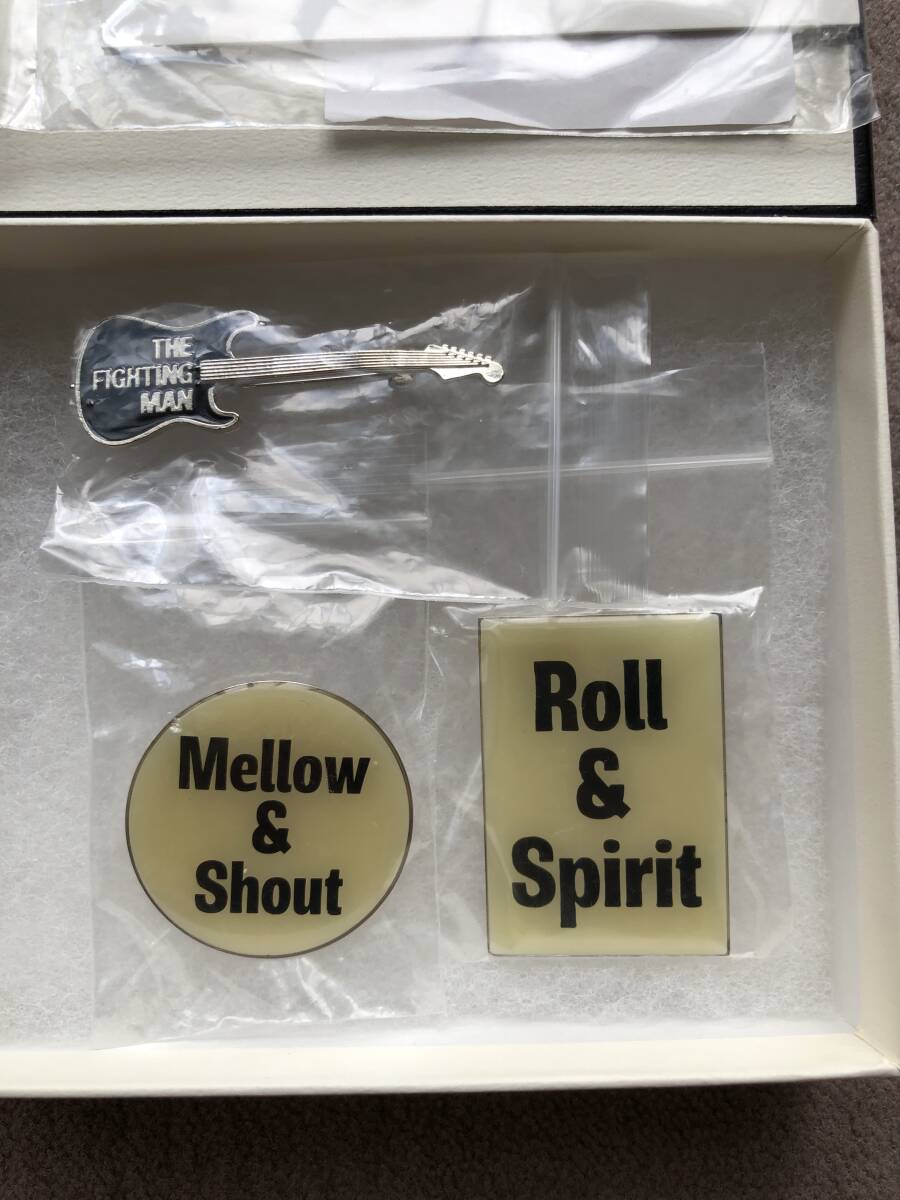 THE
FIGHTING
MAN
Mellow
&
Shout
Roll
&
Spirit